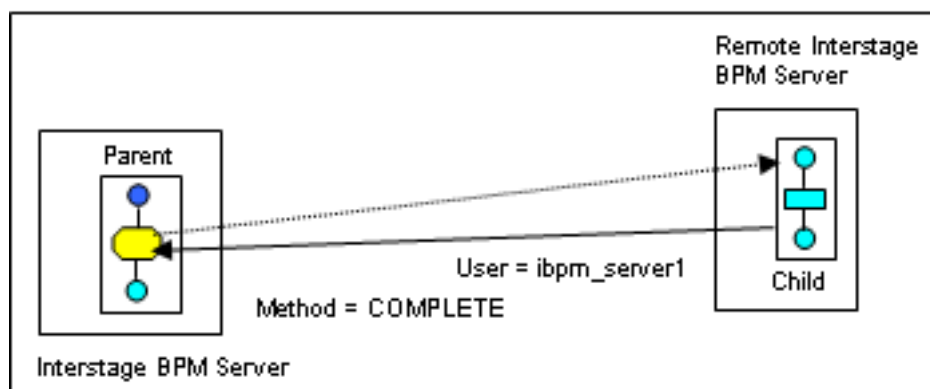 Remote Interstage
BPM Server
Parent
User = ibpm_server1
Child
Method = COMPLETE
Interstage BPM Server